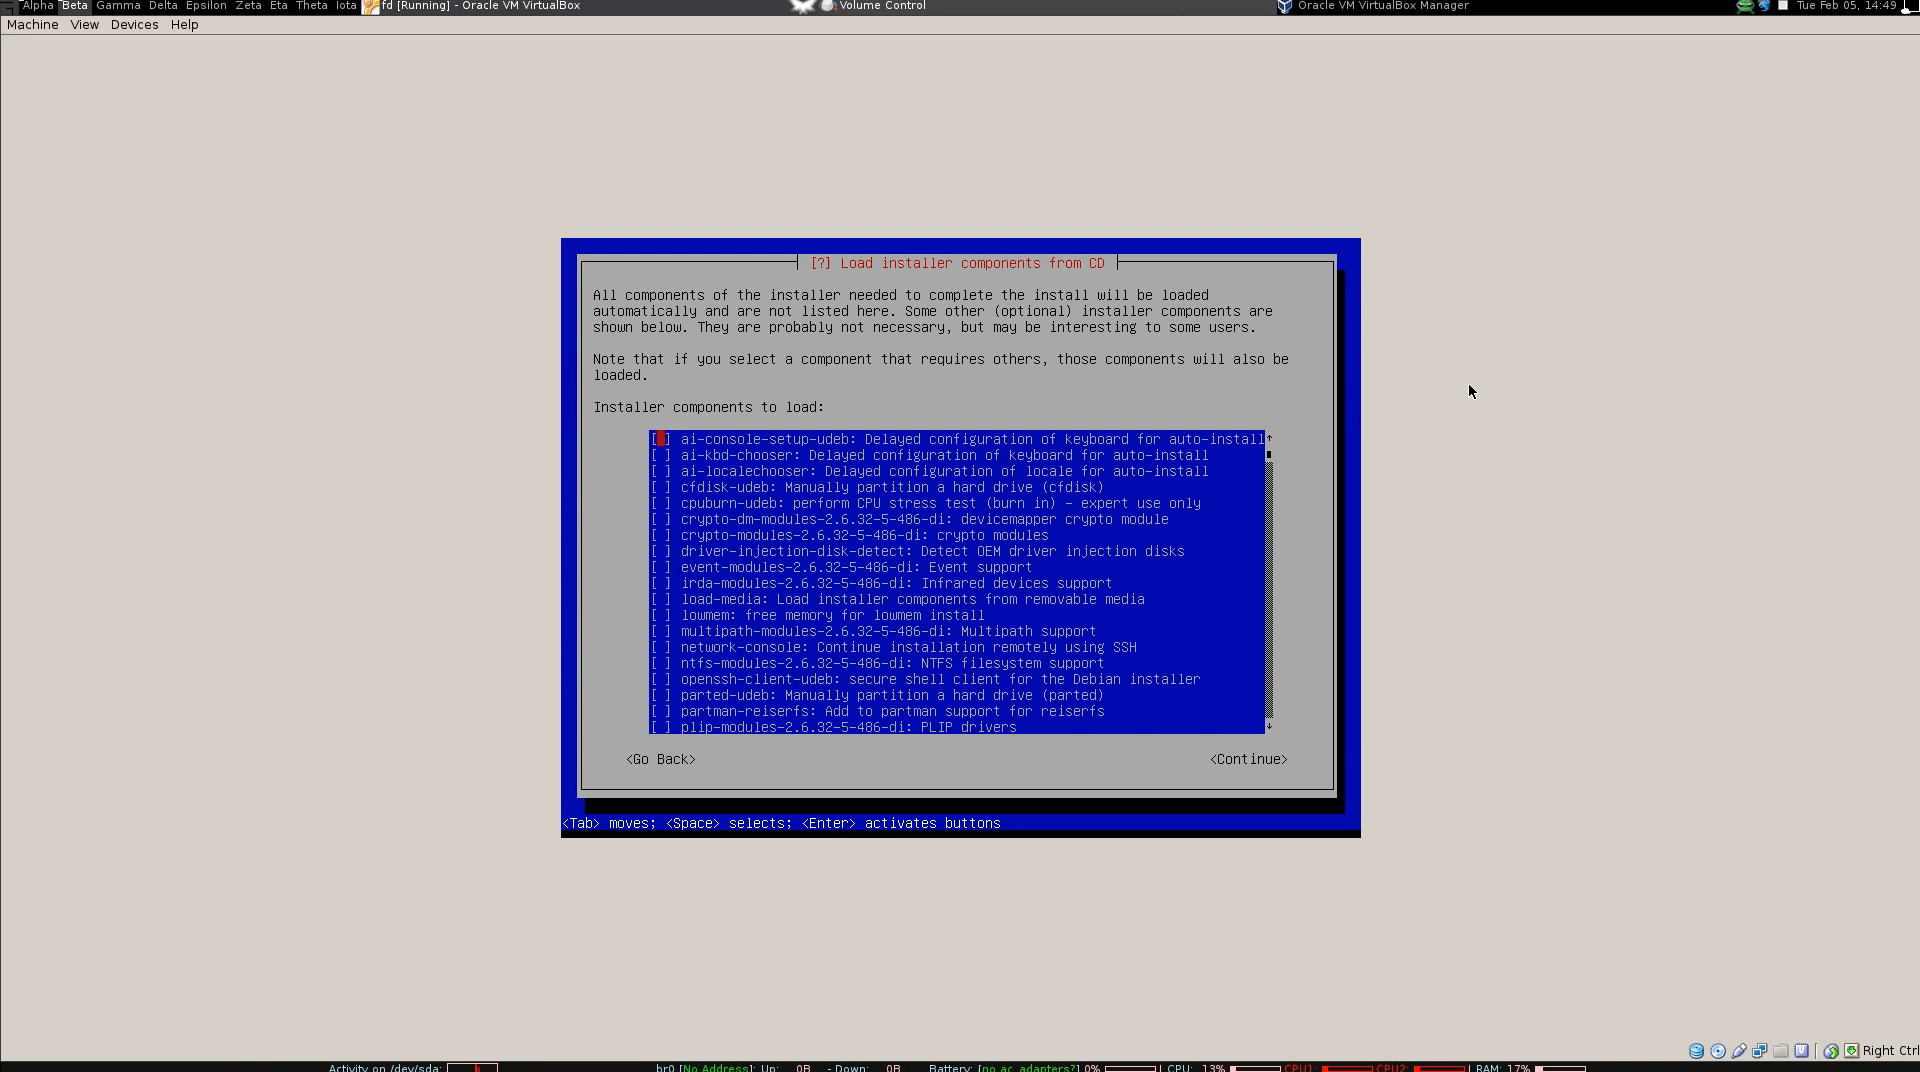 Alpha Beta Gamma Delta Epsilon Zeta Eta Theta Iota fd [Running] - Oracle VM VirtualBox Volume Control Oracle VM VirtualBox Manager Tue Feb 05, 14:49
Machine View Devices Help
[?] Load installer components from CD
All components of the installer needed to complete the install will be loaded
automatically and are not listed here. Some other (optional) installer components are
shown below. They are probably not necessary, but may be interesting to some users.
Note that if you select a component that requires others, those components will also be
loaded.
Installer components to load:
[ ] ai-console-setup-udeb: Delayed configuration of keyboard for auto-install
[ ] ai-kbd-chooser: Delayed configuration of keyboard for auto-install
[ ] ai-localechooser: Delayed configuration of locale for auto-install
[ ] cfdisk-udeb: Manually partition a hard drive (cfdisk)
[ ] cpuburn-udeb: perform CPU stress test (burn in) – expert use only
[ ] crypto-dm-modules-2.6.32-5-486-di: devicemapper crypto module
[ ] crypto-modules-2.6.32-5-486-di: crypto modules
[ ] driver-injection-disk-detect: Detect OEM driver injection disks
[ ] event-modules-2.6.32-5-486-di: Event support
[ ] irda-modules-2.6.32-5-486-di: Infrared devices support
[ ] load-media: Load installer components from removable media
[ ] lowmem: free memory for lowmem install
[ ] multipath-modules-2.6.32-5-486-di: Multipath support
[ ] network-console: Continue installation remotely using SSH
[ ] ntfs-modules-2.6.32-5-486-di: NTFS filesystem support
[ ] openssh-client-udeb: secure shell client for the Debian installer
[ ] parted-udeb: Manually partition a hard drive (parted)
[ ] partman-reiserfs: Add to partman support for reiserfs
[ ] plip-modules-2.6.32-5-486-di: PLIP drivers
<Go Back> <Continue>
<Tab> moves; <Space> selects; <Enter> activates buttons
Right Ctrl
Activity on /dev/sda: br0 [No Address]: Up: 0B - Down: 0B Battery: [no ac adapters?] 0% | CPU: 13% CPU1: CPU2: | RAM: 17%